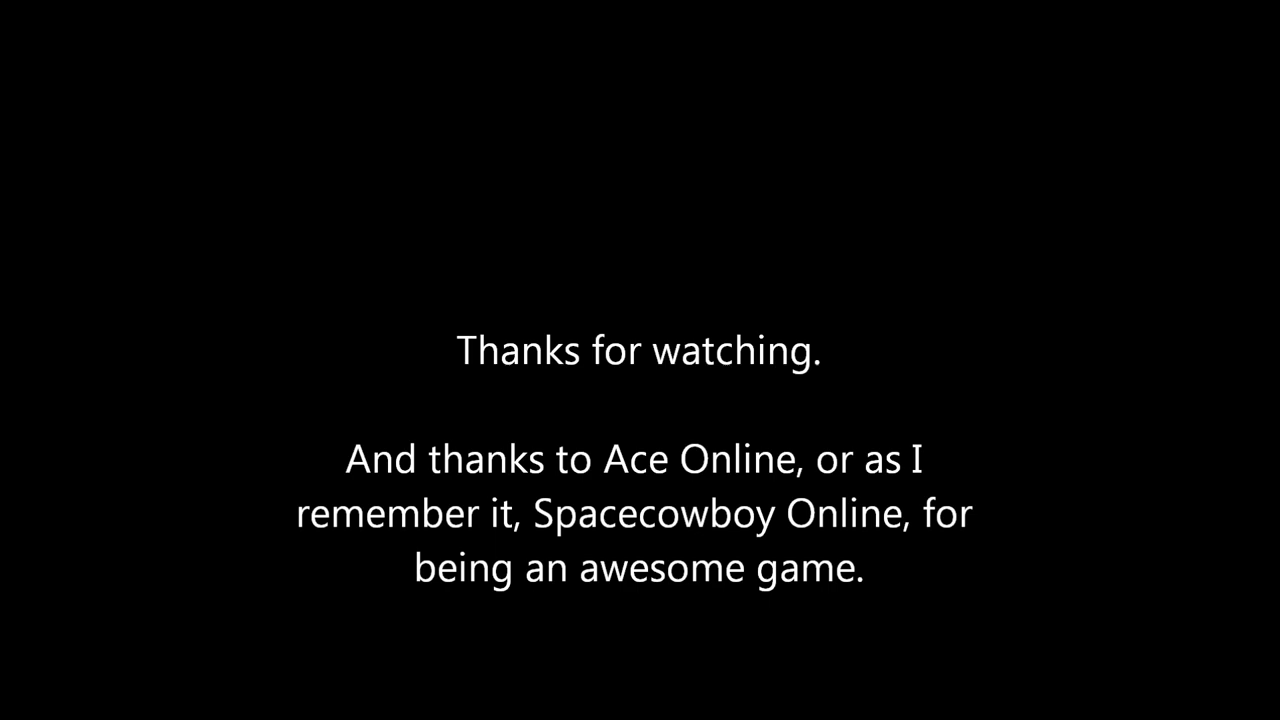 Thanks for watching.
And thanks to Ace Online, or as I
remember it, Spacecowboy Online, for
being an awesome game.